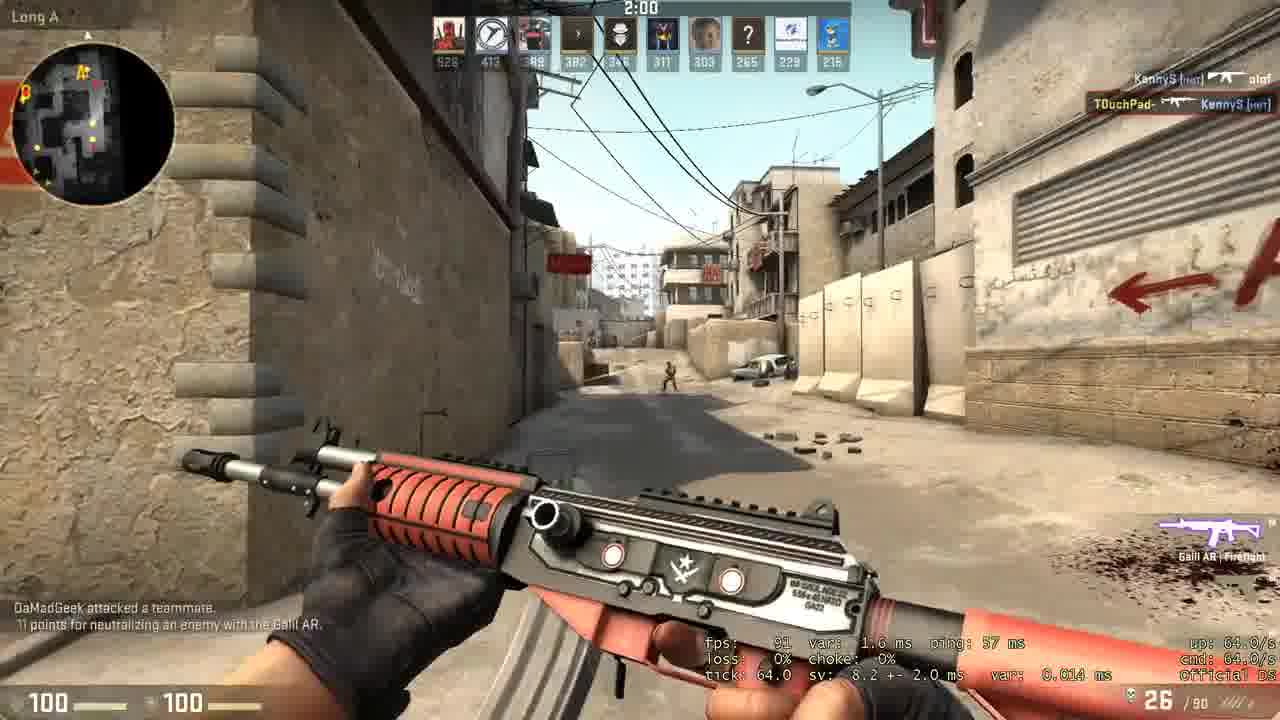 Long A
2:00
A
B
?
526 413 389 382 346 311 303 265 229 216
KennyS [HŇT] olof
T0uchPad- KennyS [HŇT]
A
Galil AR | Firefight
DaMadGeek attacked a teammate.
11 points for neutralizing an enemy with the Galil AR.
fps: 91 var: 1.6 ms ping: 57 ms
loss: 0% choke: 0%
tick: 64.0 sv: 8.2 +- 2.0 ms var: 0.014 ms
up: 64.0/s
cmd: 64.0/s
official DS
100 100
26 / 90